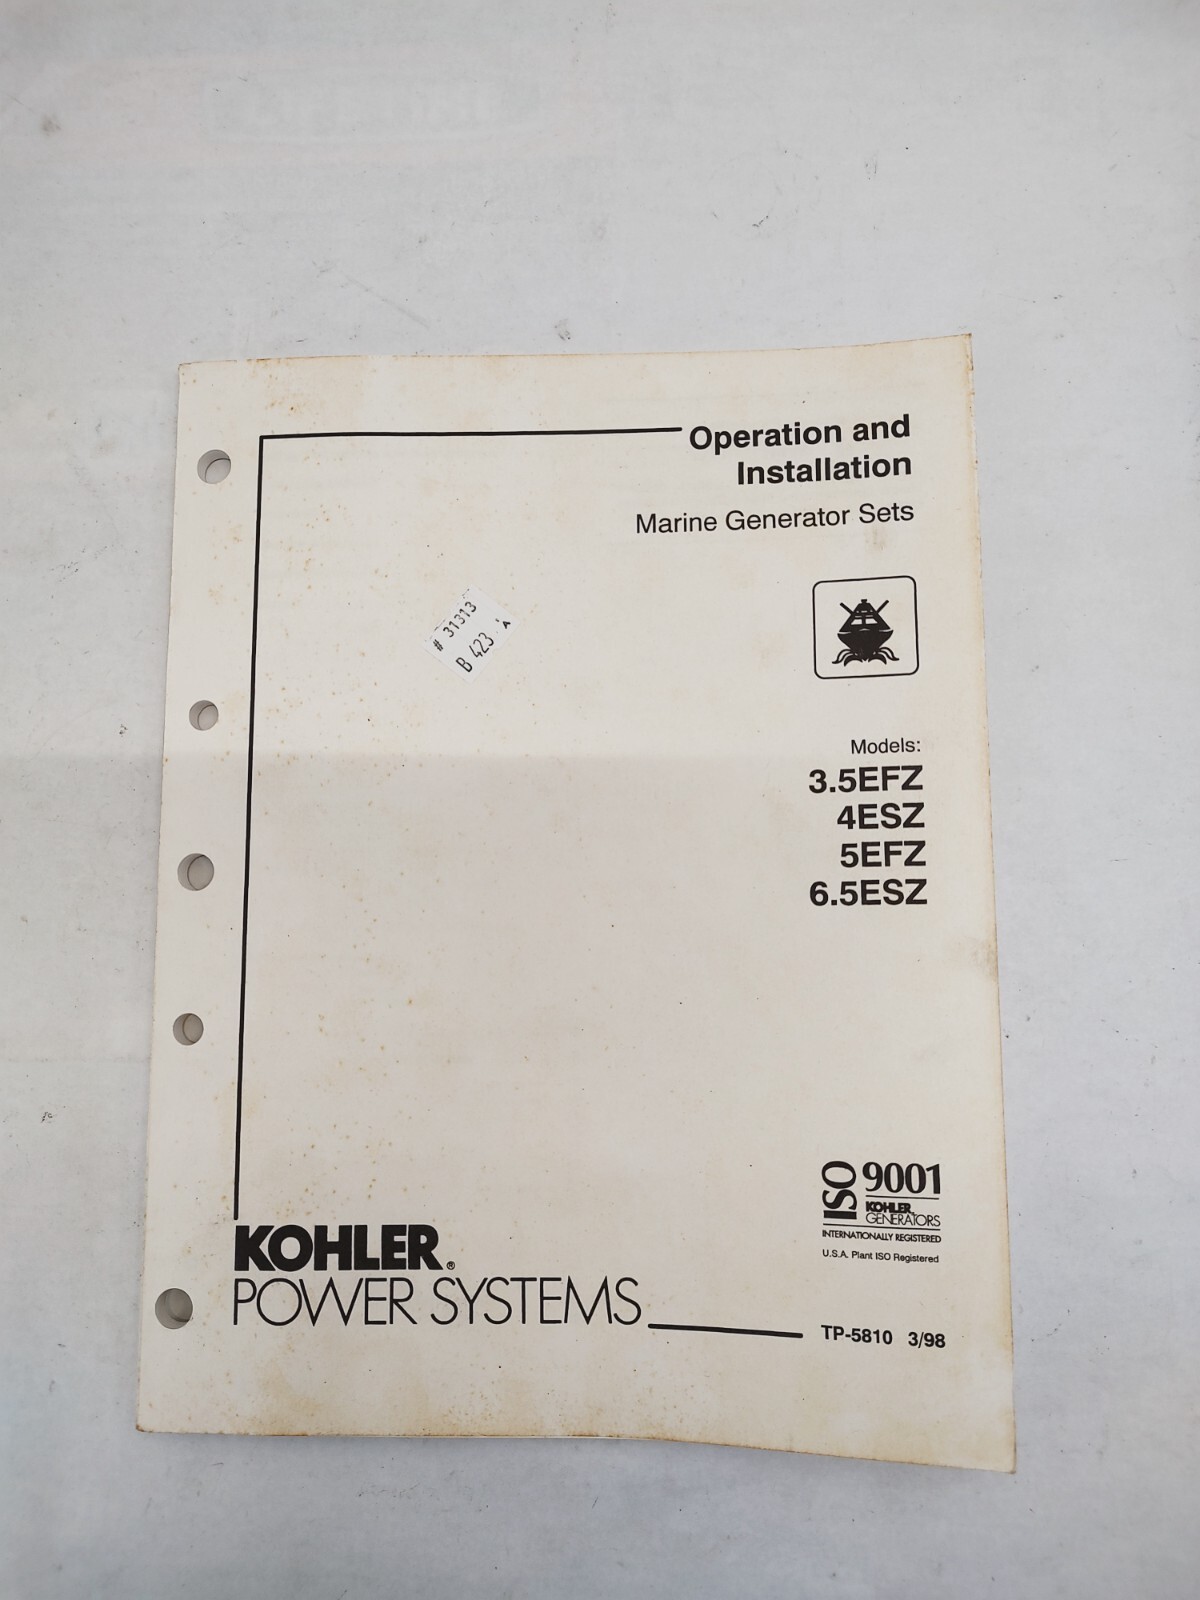 Operation and
Installation
Marine Generator Sets
# 31313
B 423 A
Models:
3.5EFZ
4ESZ
5EFZ
6.5ESZ
ISO 9001
KOHLER
GENERATORS
INTERNATIONALLY REGISTERED
U.S.A. Plant ISO Registered
KOHLER®
POWER SYSTEMS
TP-5810 3/98